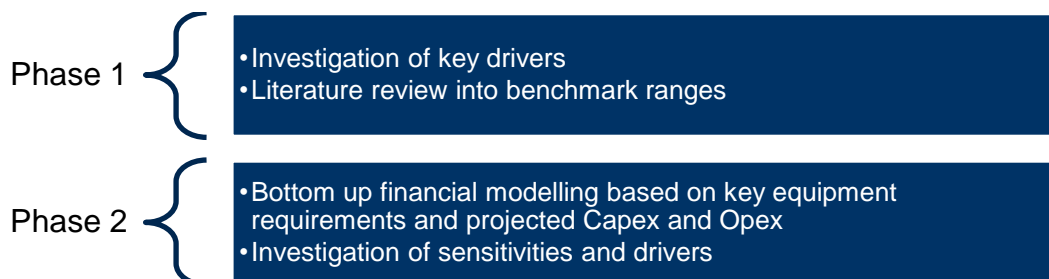 Phase 1
•Investigation of key drivers
•Literature review into benchmark ranges
Phase 2
•Bottom up financial modelling based on key equipment
requirements and projected Capex and Opex
•Investigation of sensitivities and drivers